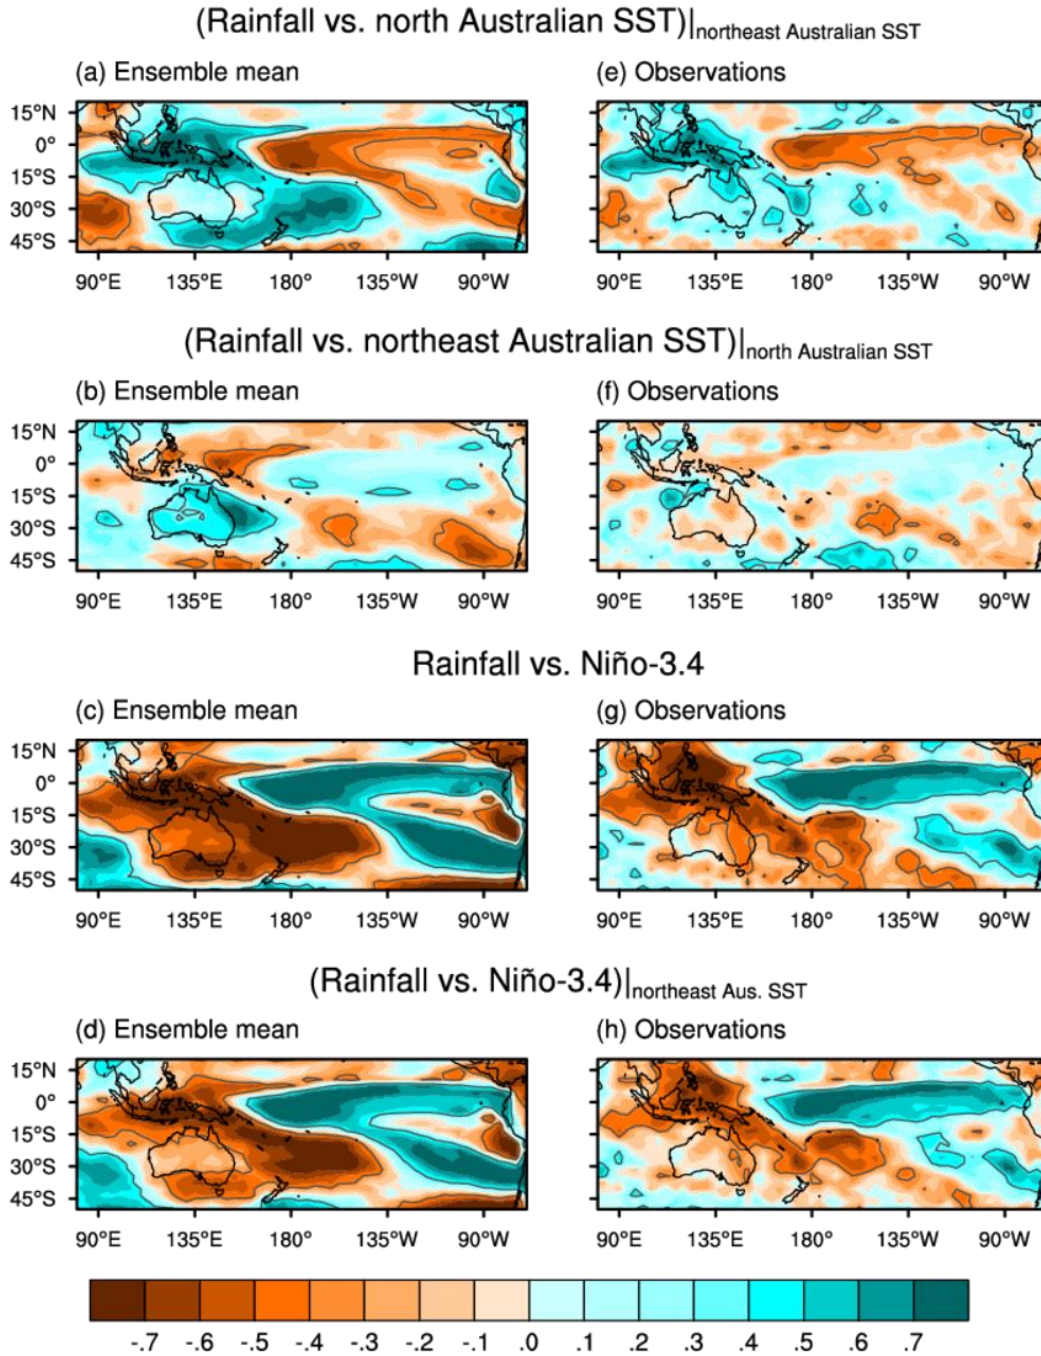 (Rainfall vs. north Australian SST)|northeast Australian SST
(a) Ensemble mean
(e) Observations
15°N
0°
15°S
30°S
45°S
90°E 135°E 180° 135°W 90°W
90°E 135°E 180° 135°W 90°W
(Rainfall vs. northeast Australian SST)|north Australian SST
(b) Ensemble mean
(f) Observations
15°N
0°
15°S
30°S
45°S
90°E 135°E 180° 135°W 90°W
90°E 135°E 180° 135°W 90°W
Rainfall vs. Niño-3.4
(c) Ensemble mean
(g) Observations
15°N
0°
15°S
30°S
45°S
90°E 135°E 180° 135°W 90°W
90°E 135°E 180° 135°W 90°W
(Rainfall vs. Niño-3.4)|northeast Aus. SST
(d) Ensemble mean
(h) Observations
15°N
0°
15°S
30°S
45°S
90°E 135°E 180° 135°W 90°W
90°E 135°E 180° 135°W 90°W
-.7 -.6 -.5 -.4 -.3 -.2 -.1 .0 .1 .2 .3 .4 .5 .6 .7